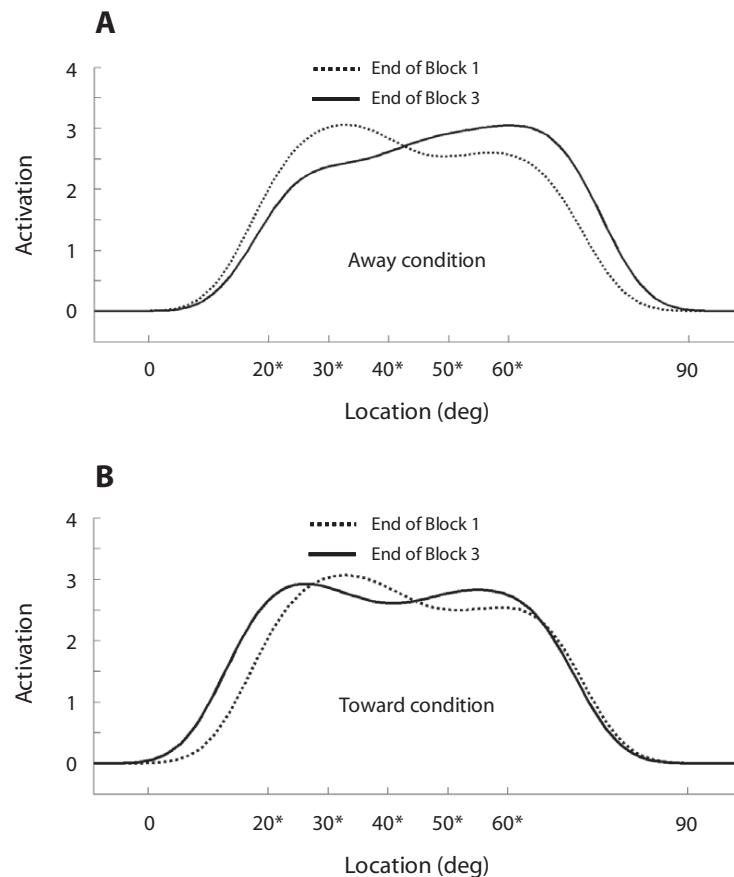 A
End of Block 1
End of Block 3
4
3
2
1
0
Activation
Away condition
0 20* 30* 40* 50* 60* 90
Location (deg)
B
End of Block 1
End of Block 3
4
3
2
1
0
Activation
Toward condition
0 20* 30* 40* 50* 60* 90
Location (deg)